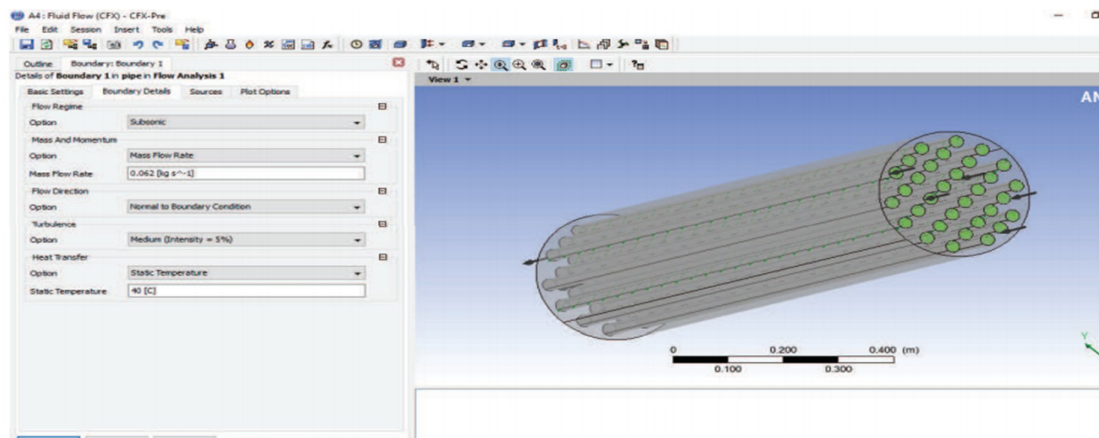 A4 : Fluid Flow (CFX) - CFX-Pre
File Edit Session Insert Tools Help
Outline Boundary: Boundary 1
Details of Boundary 1 in pipe in Flow Analysis 1
Basic Settings Boundary Details Sources Plot Options
Flow Regime
Option Subsonic
Mass And Momentum
Option Mass Flow Rate
Mass Flow Rate 0.062 [kg s^-1]
Flow Direction
Option Normal to Boundary Condition
Turbulence
Option Medium (Intensity = 5%)
Heat Transfer
Option Static Temperature
Static Temperature 40 [C]
View 1
AN
0 0.200 0.400 (m)
0.100 0.300
Y